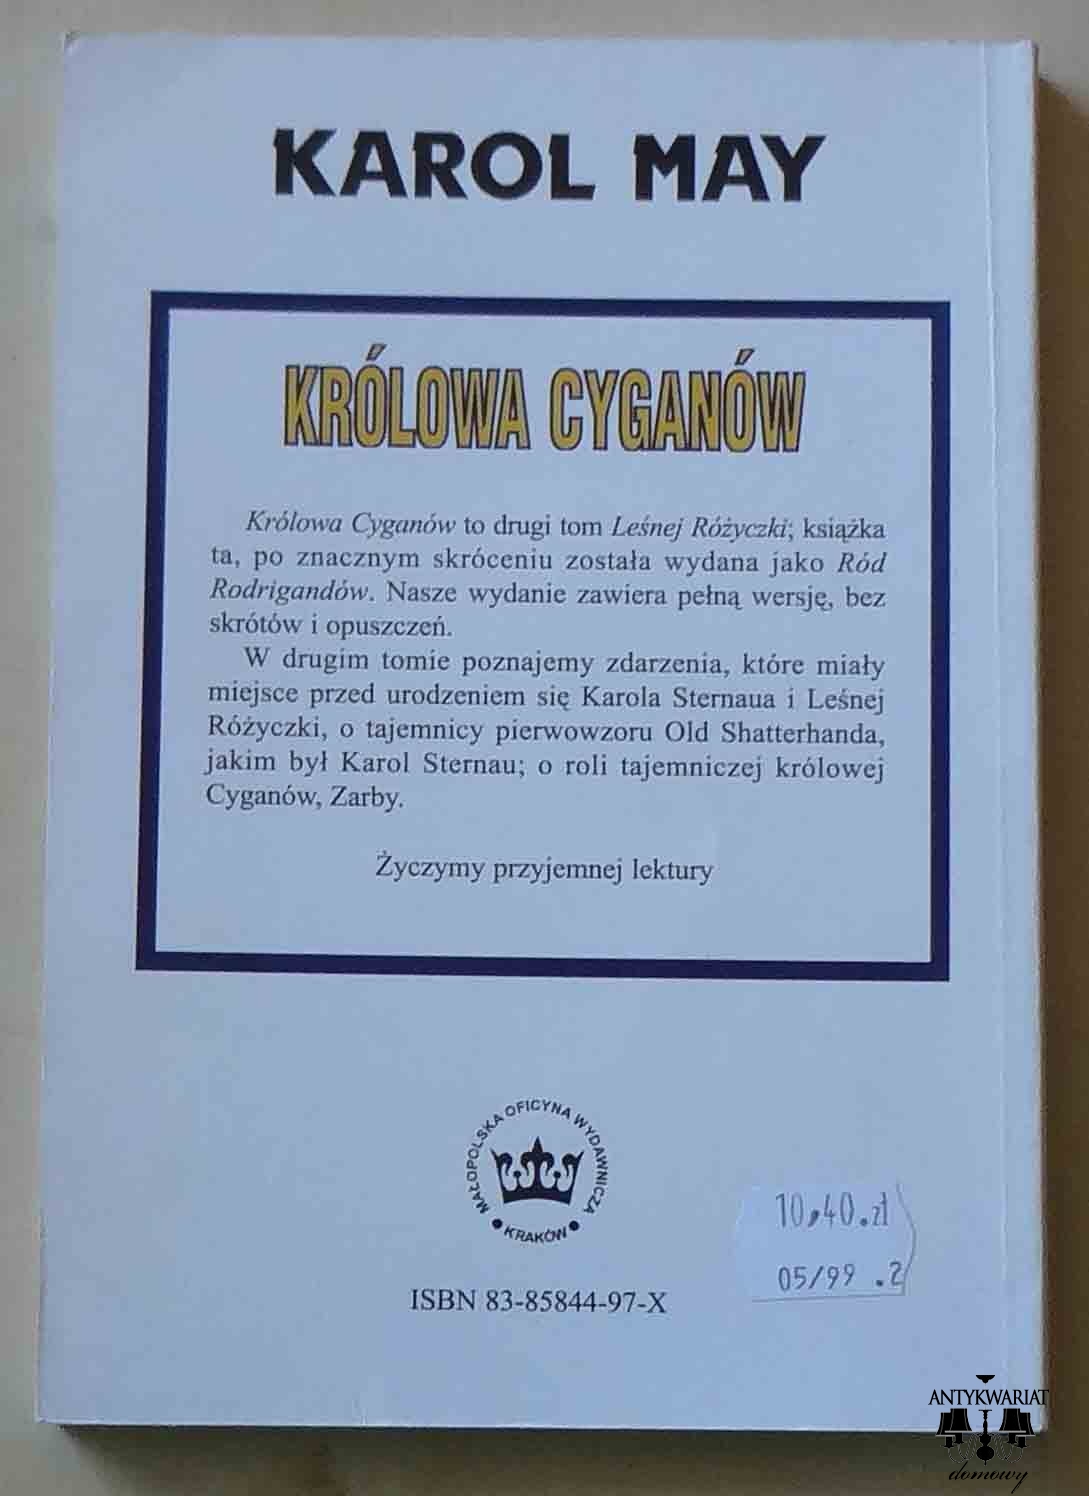 KAROL MAY
KRÓLOWA CYGANÓW
Królowa Cyganów to drugi tom Leśnej Różyczki; książka
ta, po znacznym skróceniu została wydana jako Ród
Rodrigandów. Nasze wydanie zawiera pełną wersję, bez
skrótów i opuszczeń.
W drugim tomie poznajemy zdarzenia, które miały
miejsce przed urodzeniem się Karola Sternaua i Leśnej
Różyczki, o tajemnicy pierwowzoru Old Shatterhanda,
jakim był Karol Sternau; o roli tajemniczej królowej
Cyganów, Zarby.
Życzymy przyjemnej lektury
MAŁOPOLSKA OFICYNA WYDAWNICZA
• KRAKÓW •
ISBN 83-85844-97-X
10,40.zł
05/99 .2
ANTYKWARIAT
domowy